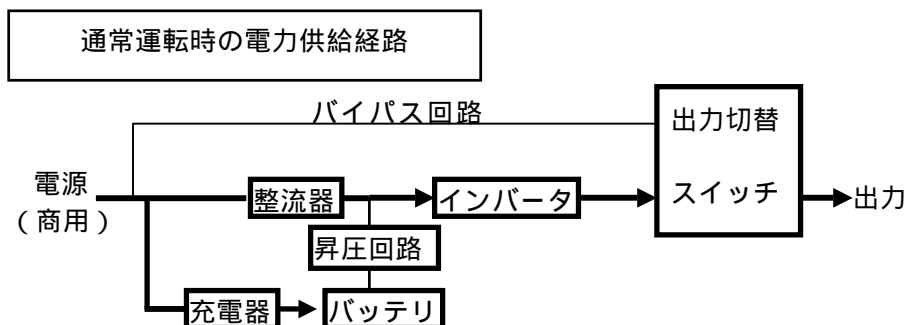 通常運転時の電力供給経路
バイパス回路
出力切替
スイッチ
電源
(商用)
整流器
インバータ
出力
昇圧回路
充電器
バッテリ